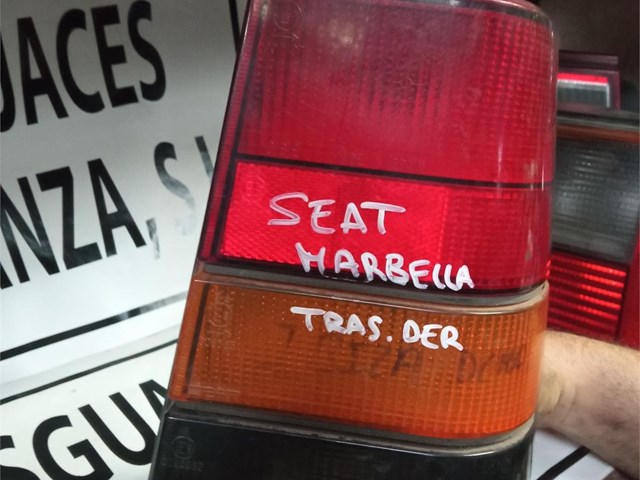 JACES
NZA, S.
SGUA
SEAT
MARBELLA
TRAS. DER